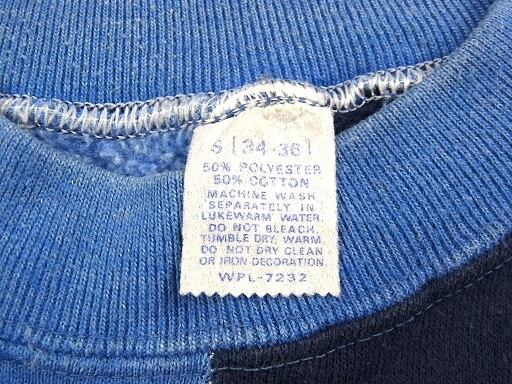 S [34-36]
50% POLYESTER
50% COTTON
MACHINE WASH
SEPARATELY IN
LUKEWARM WATER.
DO NOT BLEACH.
TUMBLE DRY, WARM.
DO NOT DRY CLEAN
OR IRON DECORATION.
WPL-7232